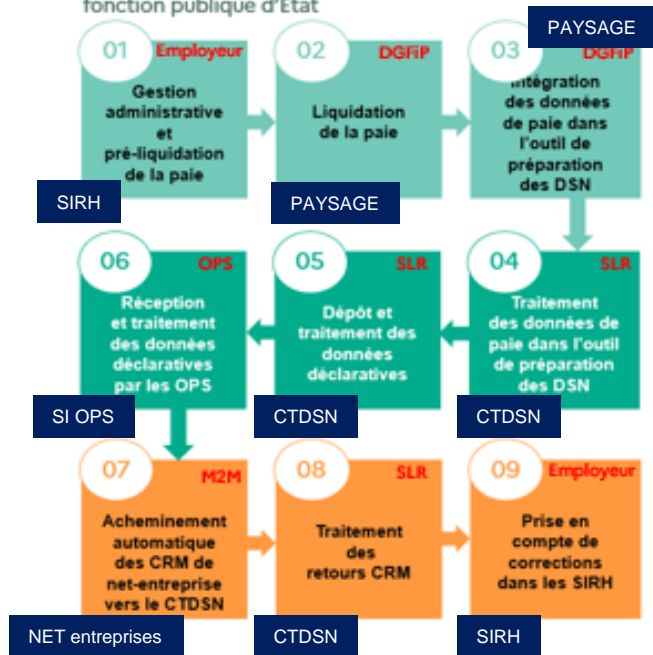 fonction publique d'Etat
PAYSAGE
01 Employeur
Gestion
administrative
et
pré-liquidation
de la paie
SIRH
02 DGFiP
Liquidation
de la paie
PAYSAGE
03 DGFiP
Intégration
des données
de paie dans
l'outil de
préparation
des DSN
06 OPS
Réception
et traitement
des données
déclaratives
par les OPS
SI OPS
05 SLR
Dépôt et
traitement des
données
déclaratives
CTDSN
04 SLR
Traitement
des données de
paie dans l'outil
de préparation
des DSN
CTDSN
07 M2M
Acheminement
automatique
des CRM de
net-entreprise
vers le CTDSN
NET entreprises
08 SLR
Traitement
des
retours CRM
CTDSN
09 Employeur
Prise en
compte de
corrections
dans les SIRH
SIRH